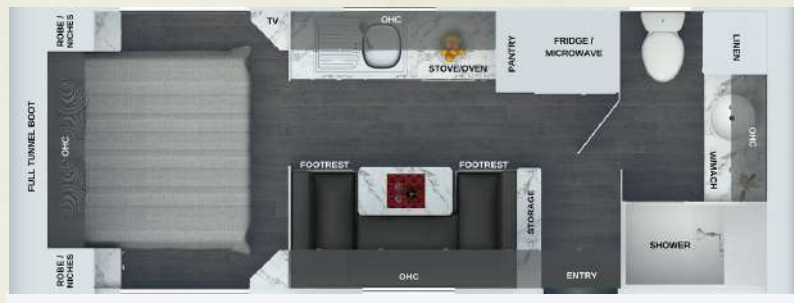 ROBE /
NICHES
TV
OHC
STOVE/OVEN
PANTRY
FRIDGE /
MICROWAVE
LINEN
FULL TUNNEL BOOT
OHC
OHC
W/MACH
FOOTREST
FOOTREST
STORAGE
SHOWER
ROBE /
NICHES
OHC
ENTRY